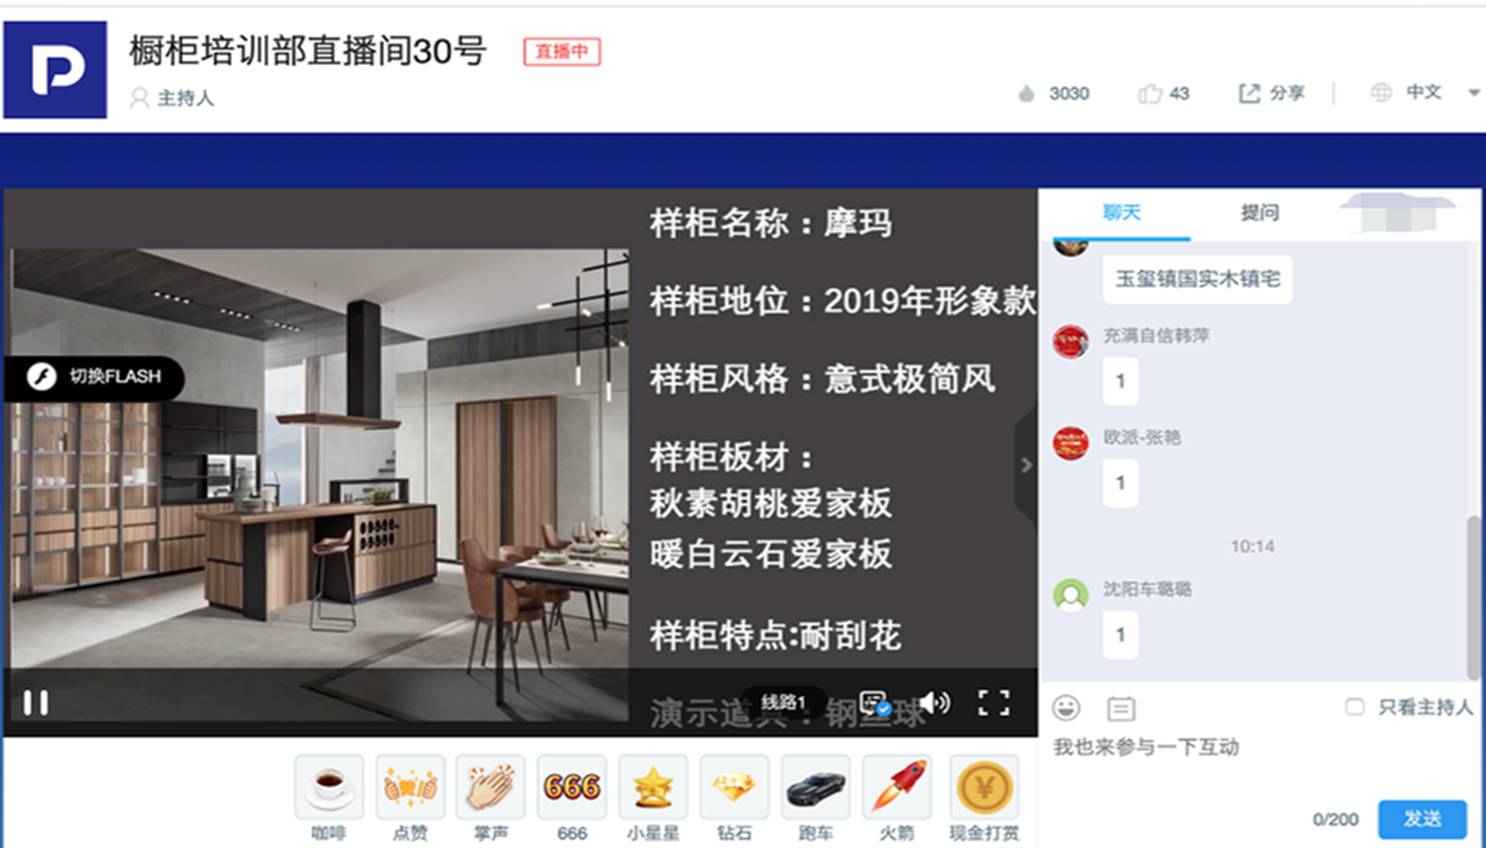 橱柜培训部直播间30号
直播中
主持人
3030
43
分享
中文
样柜名称：摩玛
样柜地位：2019年形象款
样柜风格：意式极简风
样柜板材：
秋素胡桃爱家板
暖白云石爱家板
样柜特点:耐刮花
演示道具：钢丝球
切换FLASH
线路1
咖啡
点赞
掌声
666
666
小星星
钻石
跑车
火箭
现金打赏
聊天
提问
玉玺镇国实木镇宅
充满自信韩萍
1
欧派-张艳
1
10:14
沈阳车璐璐
1
只看主持人
我也来参与一下互动
0/200
发送